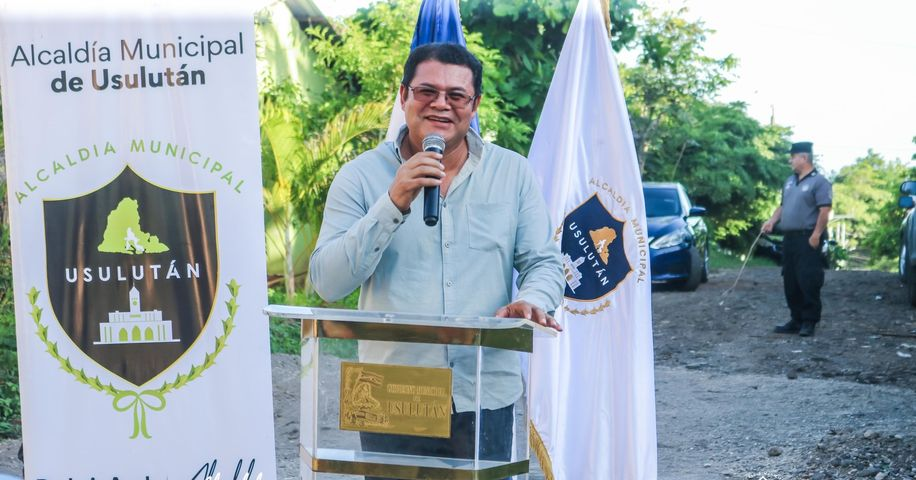 Alcaldía Municipal
de Usulután
ALCALDIA MUNICIPAL
USULUTÁN
ALCALDIA MUNICIPAL
USULUTÁN
USULUTÁN